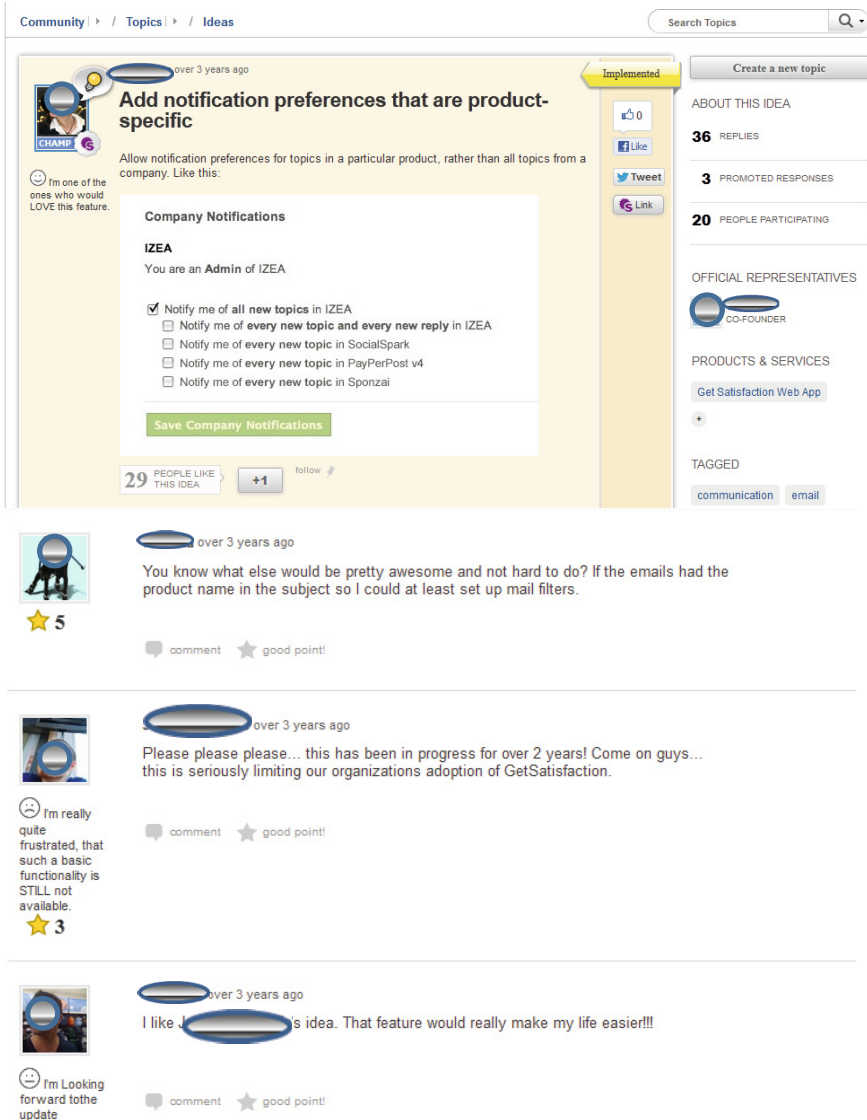 Community / Topics / Ideas
Search Topics
over 3 years ago
Implemented
Add notification preferences that are product-
specific
CHAMP
I'm one of the
ones who would
LOVE this feature.
Allow notification preferences for topics in a particular product, rather than all topics from a
company. Like this:
Company Notifications
IZEA
You are an Admin of IZEA
Notify me of all new topics in IZEA
Notify me of every new topic and every new reply in IZEA
Notify me of every new topic in SocialSpark
Notify me of every new topic in PayPerPost v4
Notify me of every new topic in Sponzai
Save Company Notifications
29 PEOPLE LIKE
THIS IDEA
+1
follow
0
Like
Tweet
Link
Create a new topic
ABOUT THIS IDEA
36 REPLIES
3 PROMOTED RESPONSES
20 PEOPLE PARTICIPATING
OFFICIAL REPRESENTATIVES
CO-FOUNDER
PRODUCTS & SERVICES
Get Satisfaction Web App
+
TAGGED
communication email
over 3 years ago
You know what else would be pretty awesome and not hard to do? If the emails had the
product name in the subject so I could at least set up mail filters.
5
comment good point!
over 3 years ago
Please please please... this has been in progress for over 2 years! Come on guys...
this is seriously limiting our organizations adoption of GetSatisfaction.
I'm really
quite
frustrated, that
such a basic
functionality is
STILL not
available.
3
comment good point!
over 3 years ago
I like J 's idea. That feature would really make my life easier!!!
I'm Looking
forward tothe
update
comment good point!